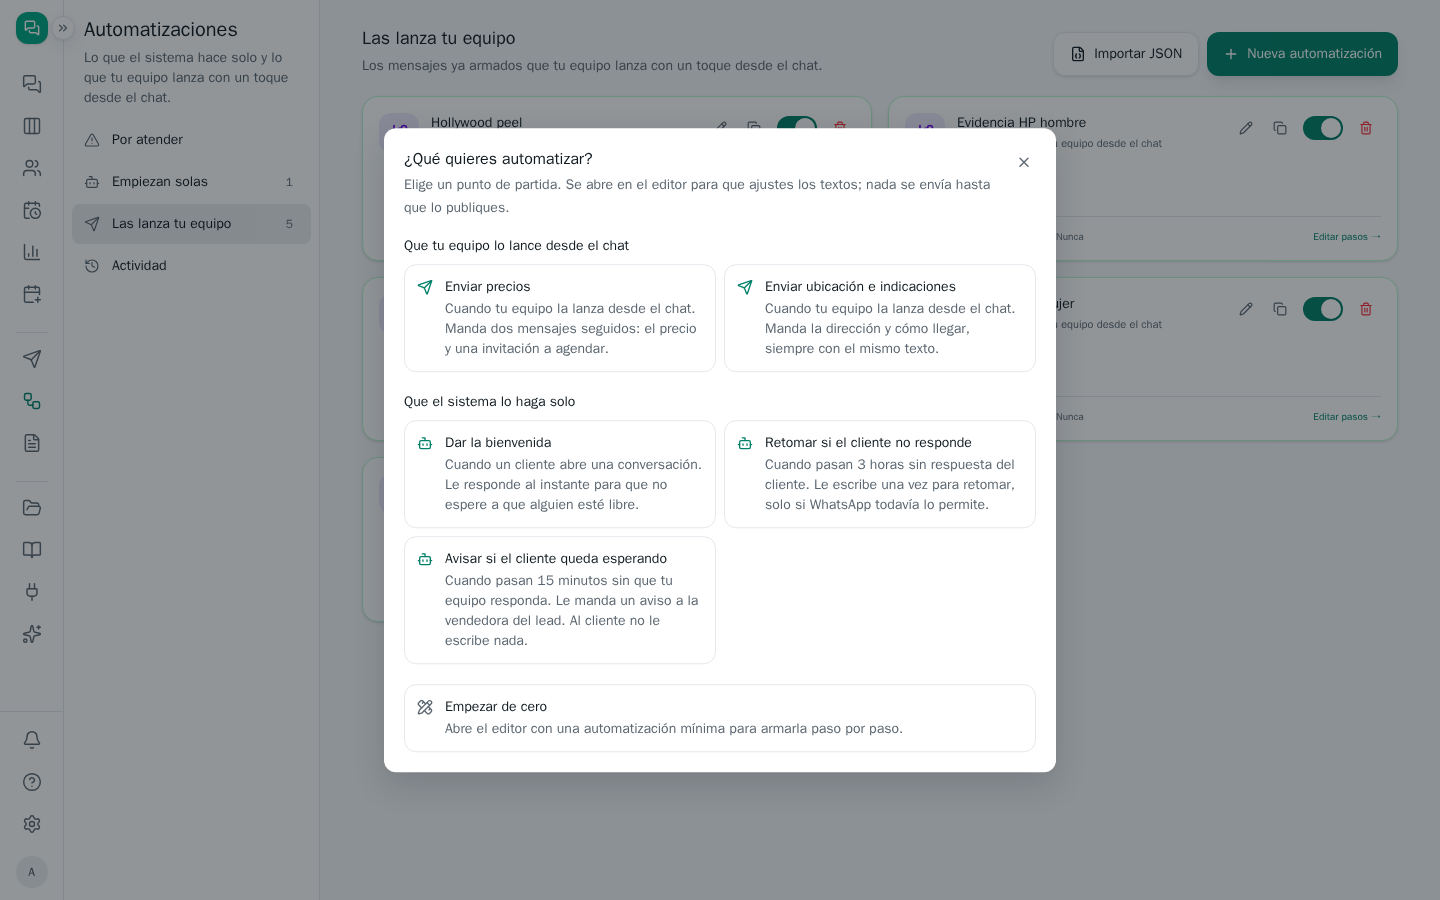 Automatizaciones
Lo que el sistema hace solo y lo
que tu equipo lanza con un toque
desde el chat.
Por atender
Empiezan solas 1
Las lanza tu equipo 5
Actividad
A
Las lanza tu equipo
Los mensajes ya armados que tu equipo lanza con un toque desde el chat.
Importar JSON
Nueva automatización
Hollywood peel
Evidencia HP hombre
equipo desde el chat
Nunca
Editar pasos →
equipo desde el chat
Nunca
Editar pasos →
¿Qué quieres automatizar?
Elige un punto de partida. Se abre en el editor para que ajustes los textos; nada se envía hasta
que lo publiques.
Que tu equipo lo lance desde el chat
Enviar precios
Cuando tu equipo la lanza desde el chat.
Manda dos mensajes seguidos: el precio
y una invitación a agendar.
Enviar ubicación e indicaciones
Cuando tu equipo la lanza desde el chat.
Manda la dirección y cómo llegar,
siempre con el mismo texto.
Que el sistema lo haga solo
Dar la bienvenida
Cuando un cliente abre una conversación.
Le responde al instante para que no
espere a que alguien esté libre.
Retomar si el cliente no responde
Cuando pasan 3 horas sin respuesta del
cliente. Le escribe una vez para retomar,
solo si WhatsApp todavía lo permite.
Avisar si el cliente queda esperando
Cuando pasan 15 minutos sin que tu
equipo responda. Le manda un aviso a la
vendedora del lead. Al cliente no le
escribe nada.
Empezar de cero
Abre el editor con una automatización mínima para armarla paso por paso.